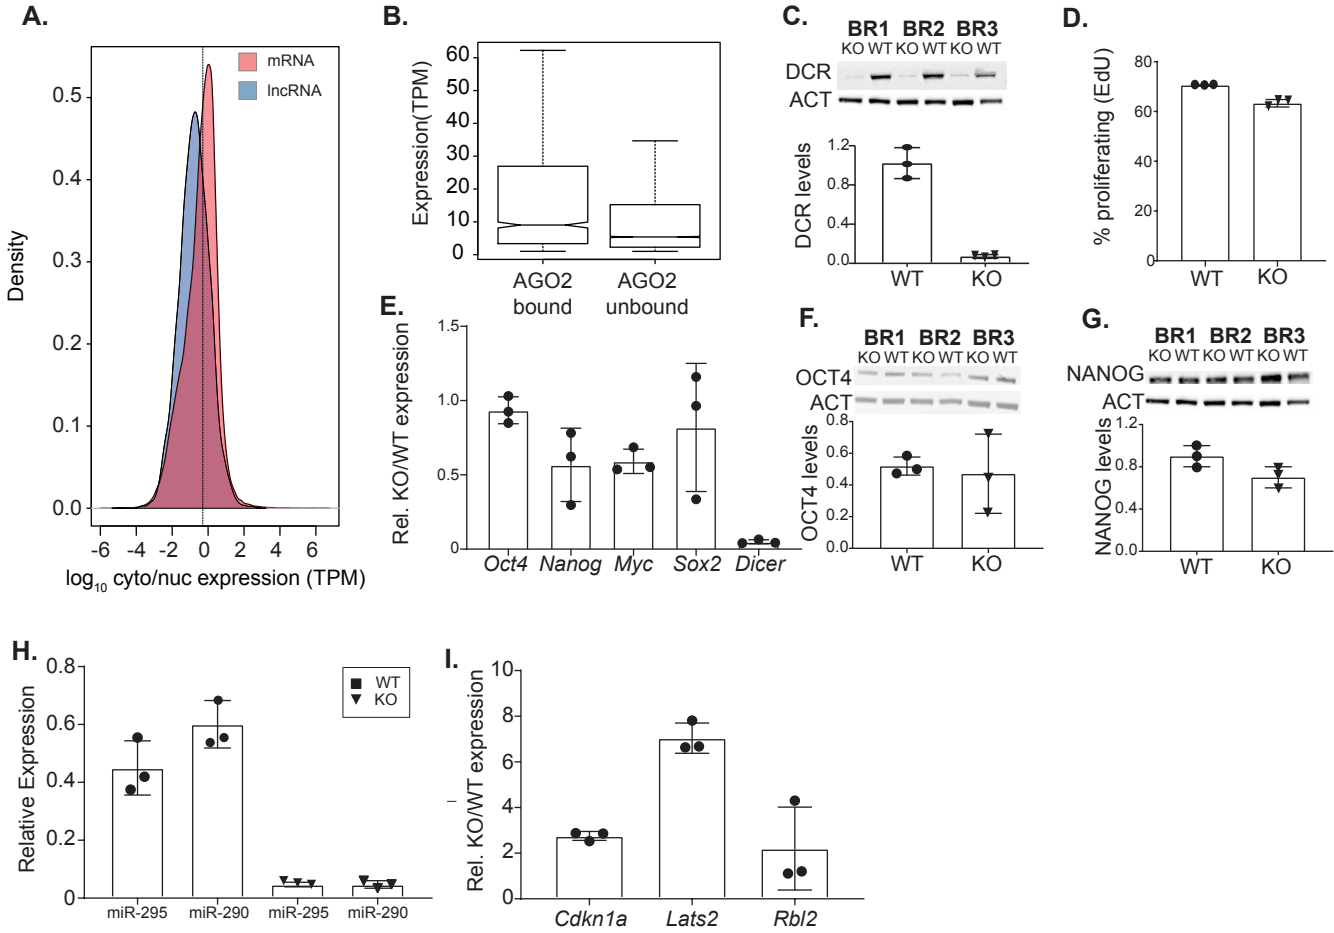 A.
mRNA
lncRNA
0.5
0.4
0.3
0.2
0.1
0.0
Density
-6 -4 -2 0 2 4 6
log10 cyto/nuc expression (TPM)
B.
60
50
40
30
20
10
0
Expression(TPM)
AGO2 bound
AGO2 unbound
C.
BR1 BR2 BR3
KO WT KO WT KO WT
DCR
ACT
1.2
0.8
0.4
0.0
DCR levels
WT KO
D.
80
60
40
20
0
% proliferating (EdU)
WT KO
E.
1.5
1.0
0.5
0
Rel. KO/WT expression
Oct4 Nanog Myc Sox2 Dicer
F.
BR1 BR2 BR3
KO WT KO WT KO WT
OCT4
ACT
0.8
0.6
0.4
0.2
0.0
OCT4 levels
WT KO
G.
BR1 BR2 BR3
KO WT KO WT KO WT
NANOG
ACT
1.2
0.8
0.4
0.0
NANOG levels
WT KO
H.
0.8
0.6
0.4
0.2
0
Relative Expression
WT
KO
miR-295 miR-290 miR-295 miR-290
I.
10
8
6
4
2
0
Rel. KO/WT expression
Cdkn1a Lats2 Rbl2